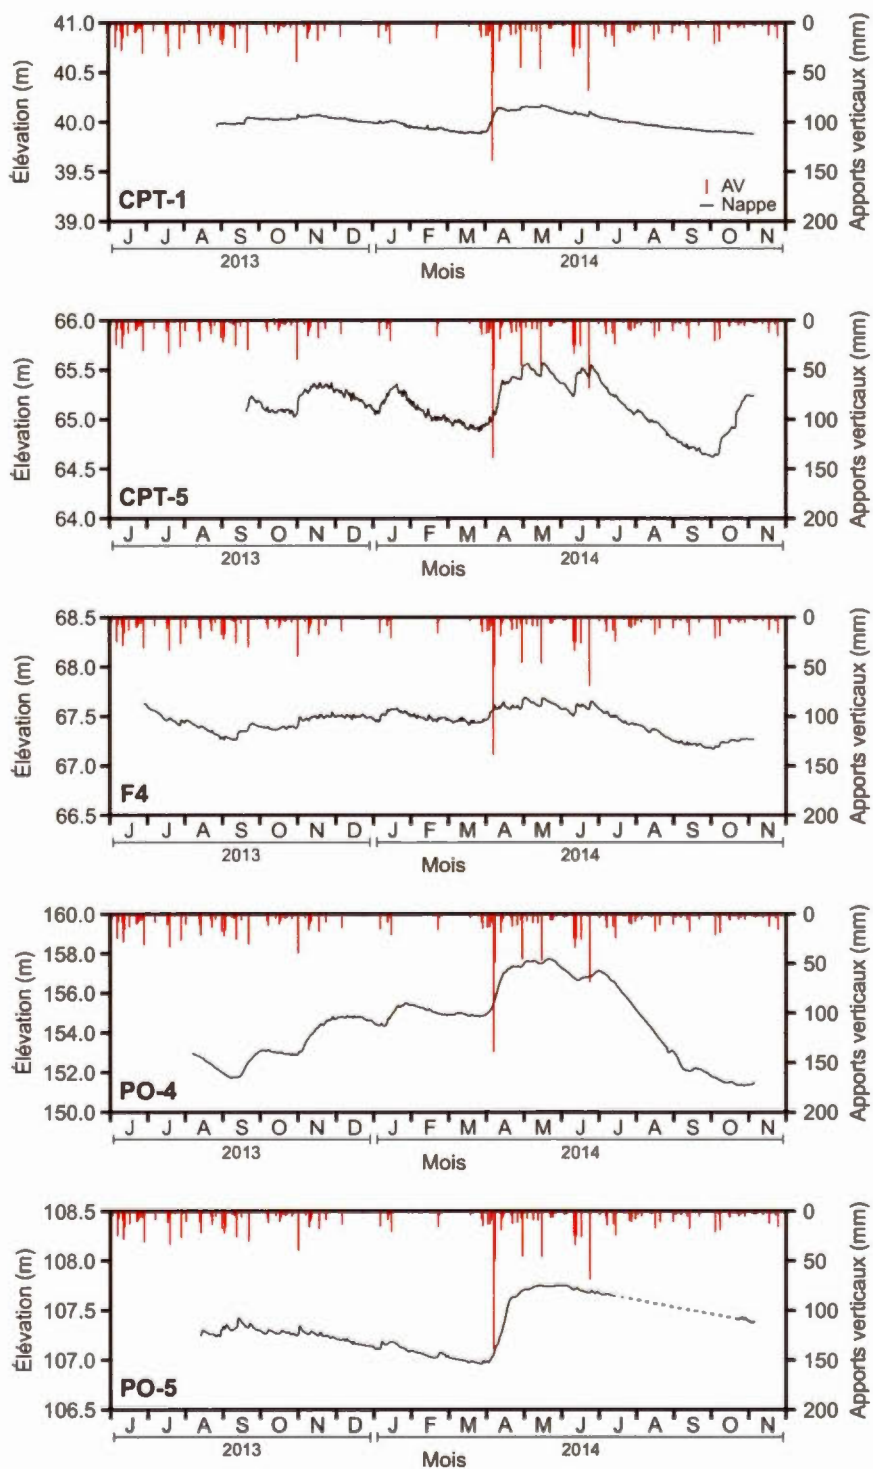 41.0
40.5
40.0
39.5
39.0
Élévation (m)
CPT-1
AV
Nappe
0
50
100
150
200
Apports verticaux (mm)
J J A S O N D J F M A M J J A S O N
2013
2014
Mois
66.0
65.5
65.0
64.5
64.0
Élévation (m)
CPT-5
0
50
100
150
200
Apports verticaux (mm)
J J A S O N D J F M A M J J A S O N
2013
2014
Mois
68.5
68.0
67.5
67.0
66.5
Élévation (m)
F4
0
50
100
150
200
Apports verticaux (mm)
J J A S O N D J F M A M J J A S O N
2013
2014
Mois
160.0
158.0
156.0
154.0
152.0
150.0
Élévation (m)
PO-4
0
50
100
150
200
Apports verticaux (mm)
J J A S O N D J F M A M J J A S O N
2013
2014
Mois
108.5
108.0
107.5
107.0
106.5
Élévation (m)
PO-5
0
50
100
150
200
Apports verticaux (mm)
J J A S O N D J F M A M J J A S O N
2013
2014
Mois